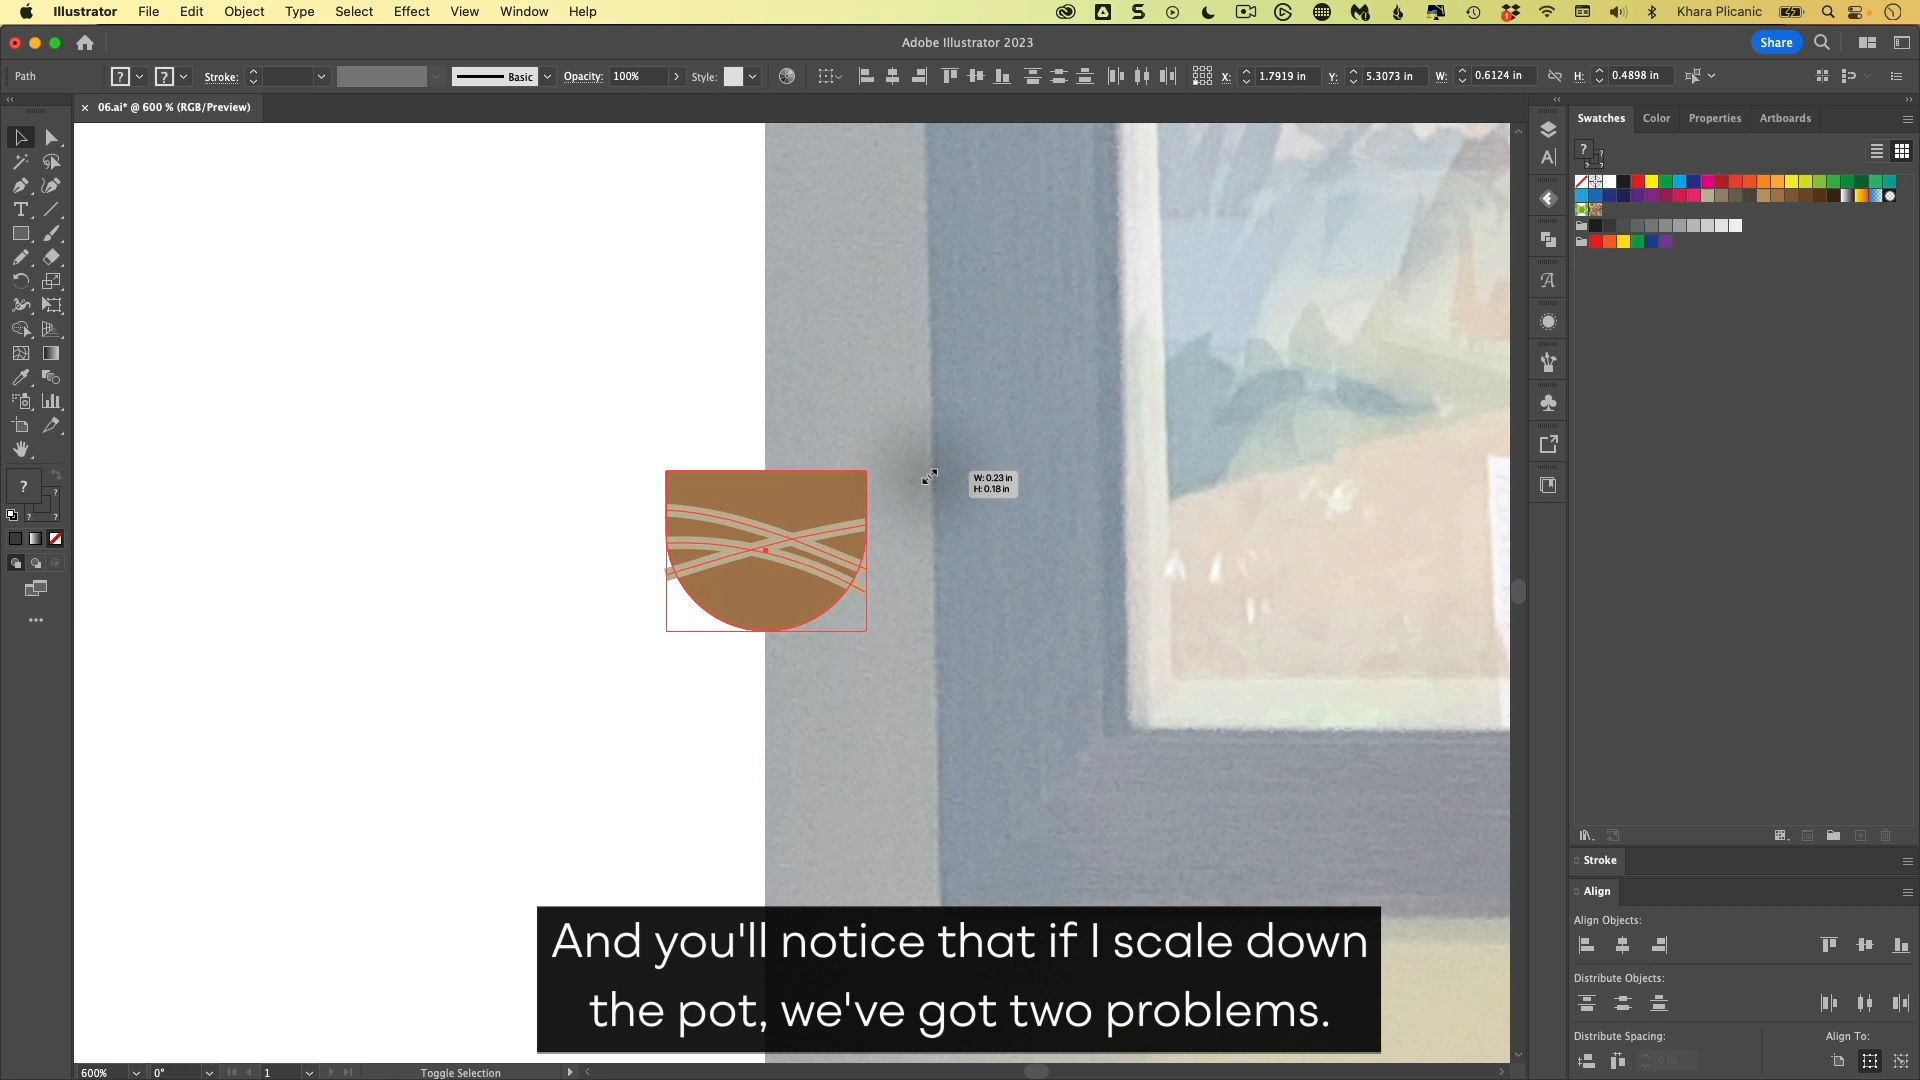 Illustrator File Edit Object Type Select Effect View Window Help
Khara Plicanic
Adobe Illustrator 2023
Share
Path
Stroke:
Basic
Opacity: 100%
Style:
X: 1.7919 in
Y: 5.3073 in
W: 0.6124 in
H: 0.4898 in
06.ai* @ 600 % (RGB/Preview)
Swatches Color Properties Artboards
W: 0.23 in
H: 0.18 in
And you'll notice that if I scale down
the pot, we've got two problems.
Stroke
Align
Align Objects:
Distribute Objects:
Distribute Spacing:
Align To:
0 in
600%
0°
1
Toggle Selection